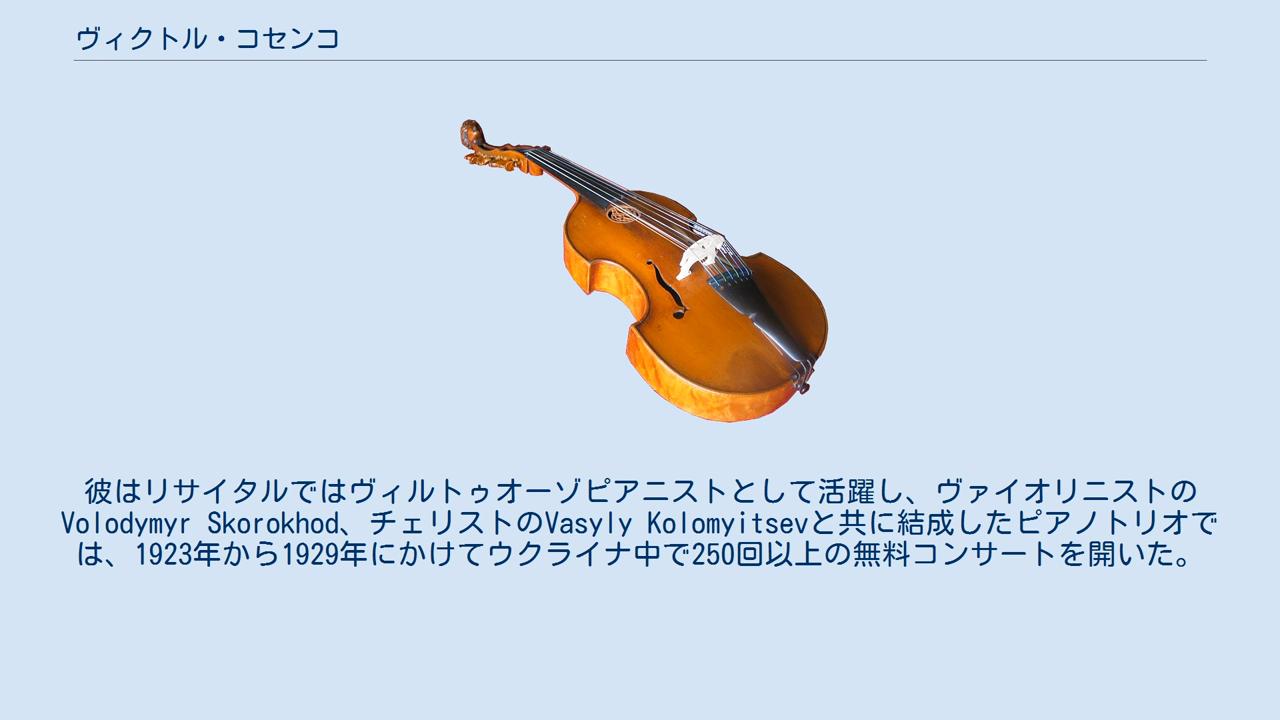 ヴィクトル・コセンコ
彼はリサイタルではヴィルトゥオーゾピアニストとして活躍し、ヴァイオリニストの
Volodymyr Skorokhod、チェリストのVasyly Kolomyitsevと共に結成したピアノトリオで
は、1923年から1929年にかけてウクライナ中で250回以上の無料コンサートを開いた。